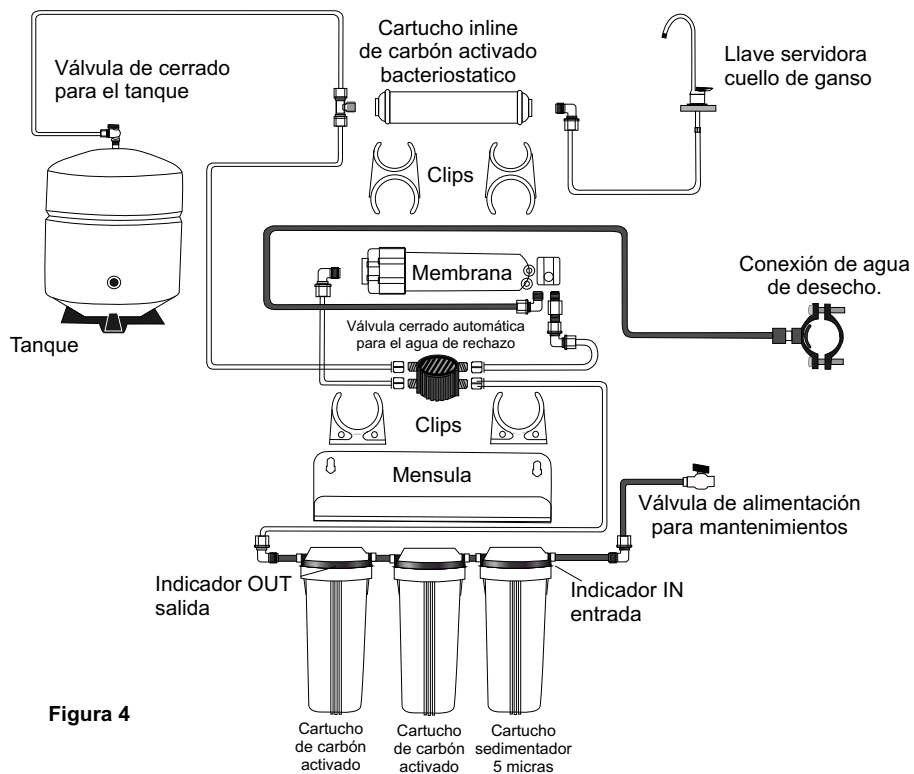 Cartucho inline
de carbón activado
bacteriostatico
Válvula de cerrado
para el tanque
Llave servidora
cuello de ganso
Clips
Membrana
Conexión de agua
de desecho.
Tanque
Válvula cerrado automática
para el agua de rechazo
Clips
Mensula
Válvula de alimentación
para mantenimientos
Indicador OUT
salida
Indicador IN
entrada
Figura 4
Cartucho
de carbón
activado
Cartucho
de carbón
activado
Cartucho
sedimentador
5 micras